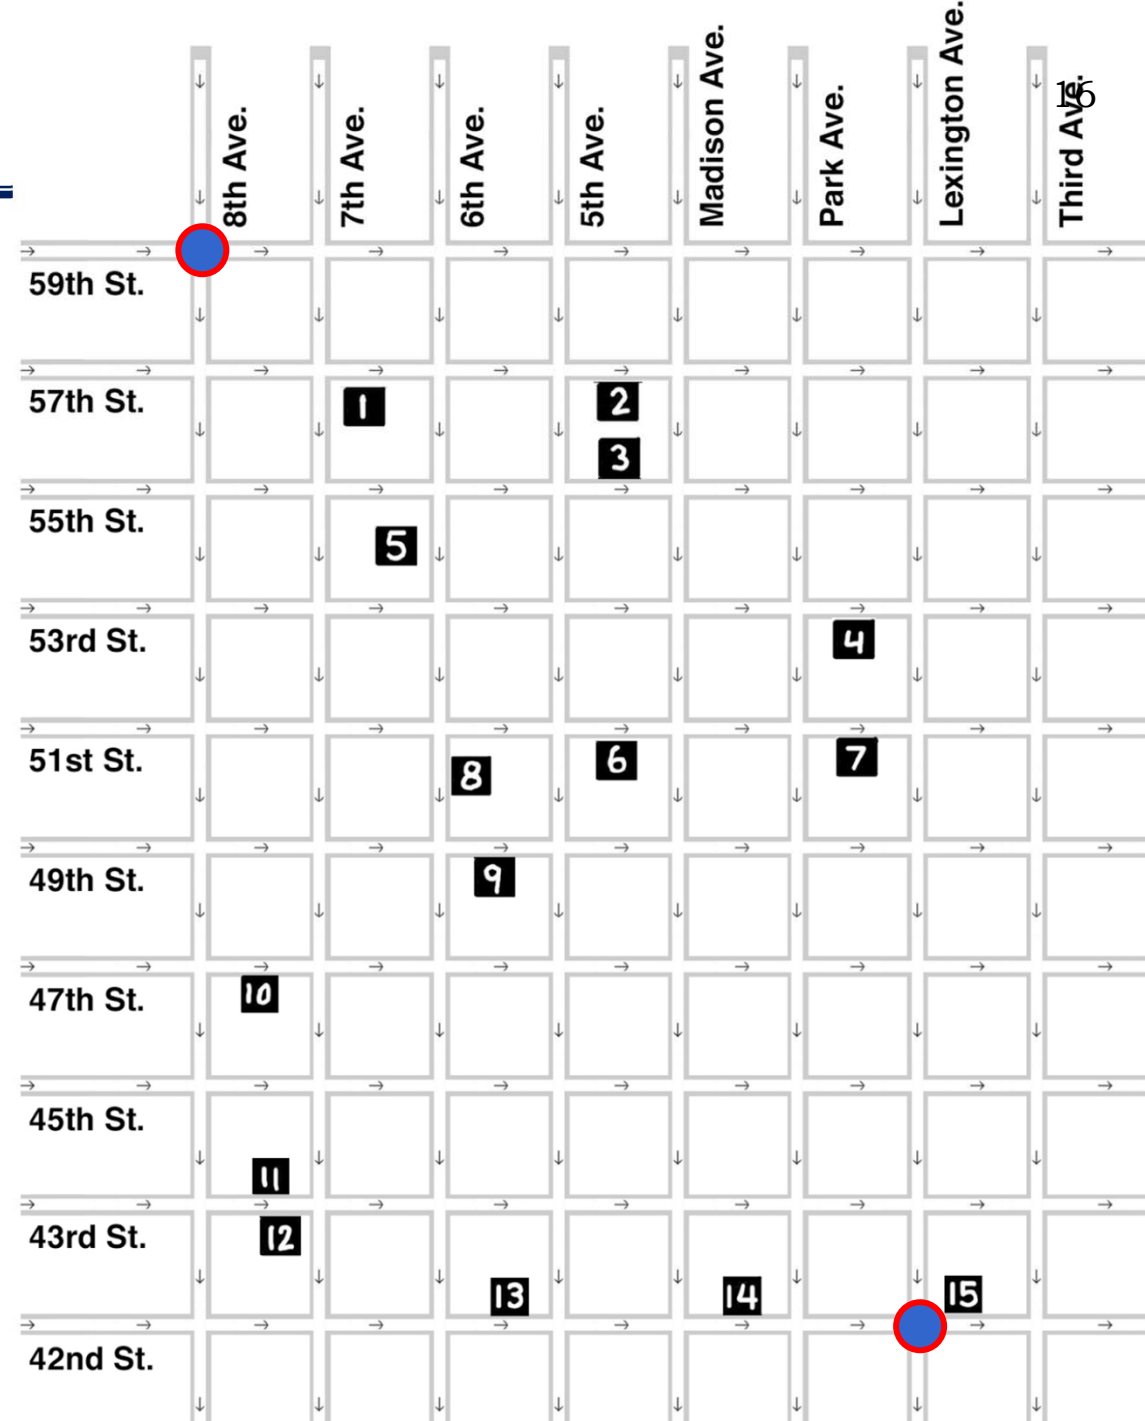 8th Ave.
7th Ave.
6th Ave.
5th Ave.
Madison Ave.
Park Ave.
Lexington Ave.
Third Ave.
16
59th St.
57th St.
1
2
3
55th St.
5
53rd St.
4
51st St.
8
6
7
49th St.
9
47th St.
10
45th St.
11
43rd St.
12
13
14
15
42nd St.